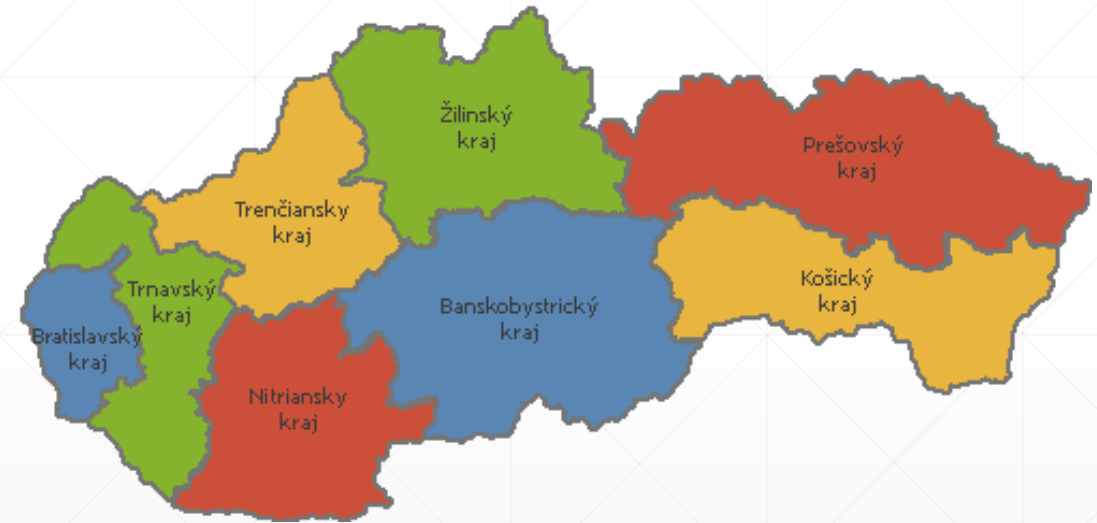 Žilinský
kraj
Prešovský
kraj
Trenčiansky
kraj
Trnavský
kraj
Košický
kraj
Banskobystrický
kraj
Bratislavský
kraj
Nitriansky
kraj